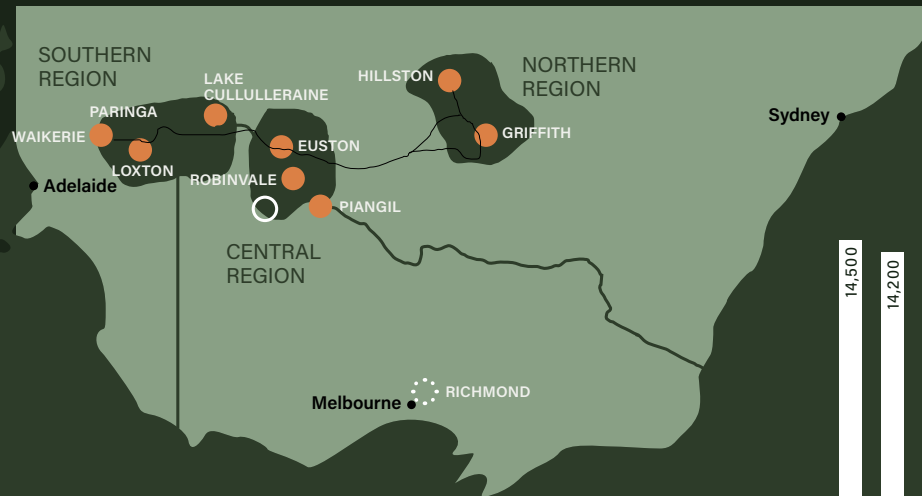 SOUTHERN
REGION
LAKE
CULLULLERAINE
PARINGA
WAIKERIE
LOXTON
Adelaide
HILLSTON
NORTHERN
REGION
GRIFFITH
Sydney
EUSTON
ROBINVALE
PIANGIL
CENTRAL
REGION
14,500
14,200
Melbourne
RICHMOND